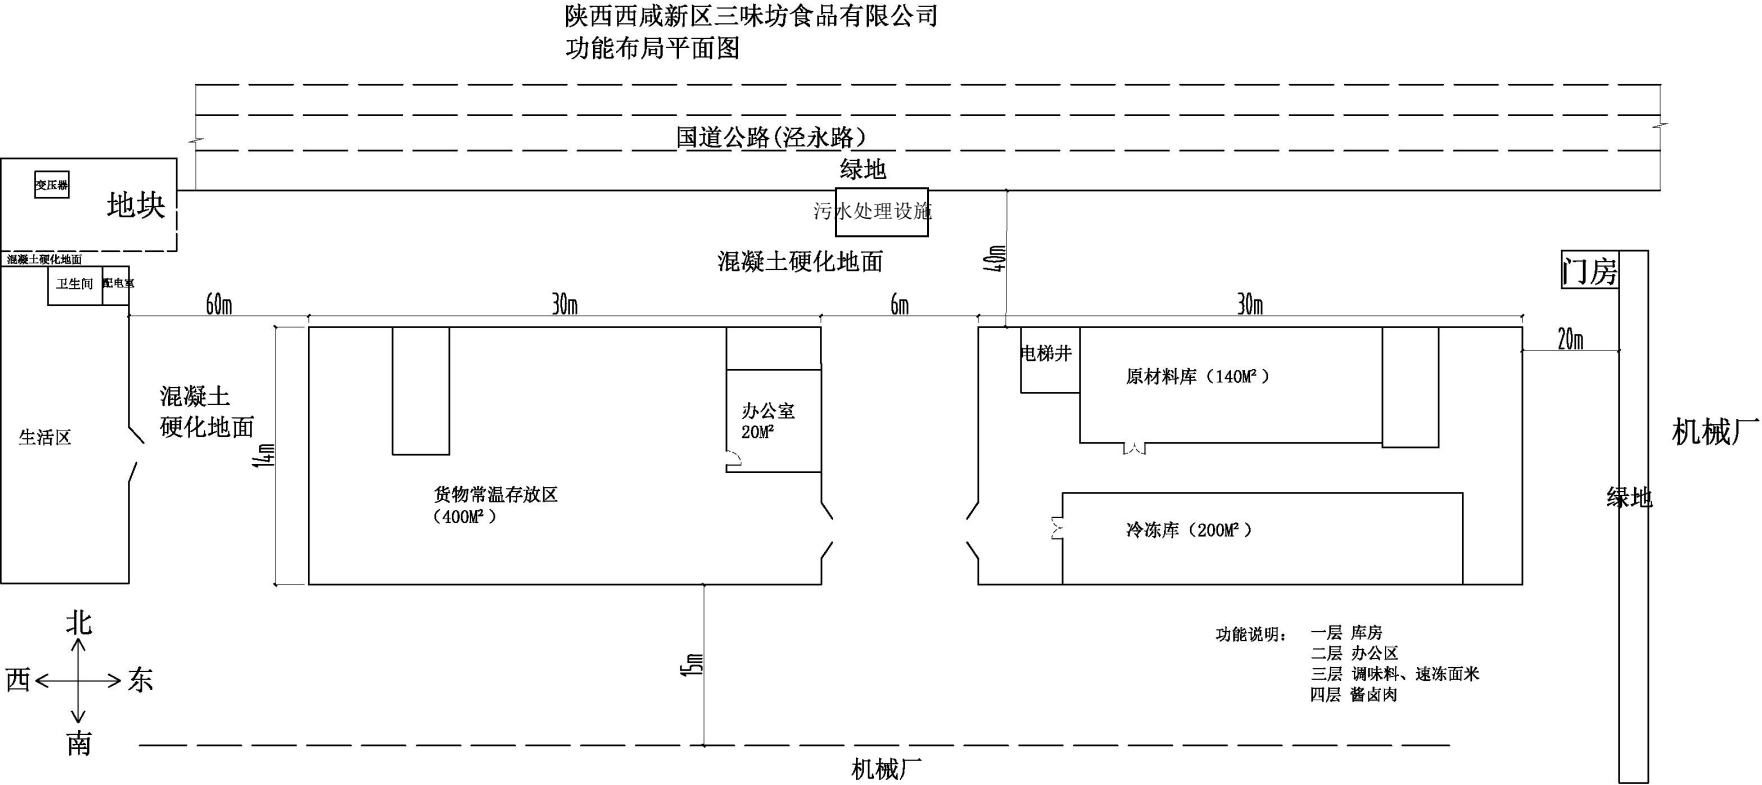 陕西西咸新区三味坊食品有限公司
功能布局平面图
国道公路(泾永路)
绿地
变压器
地块
污水处理设施
混凝土硬化地面
混凝土硬化地面
40m
卫生间
配电室
门房
60m
30m
6m
30m
20m
电梯井
原材料库（140M²）
混凝土
硬化地面
办公室
20M²
生活区
14m
机械厂
货物常温存放区
（400M²）
绿地
冷冻库（200M²）
北
西
东
南
15m
功能说明： 一层 库房
二层 办公区
三层 调味料、速冻面米
四层 酱卤肉
机械厂